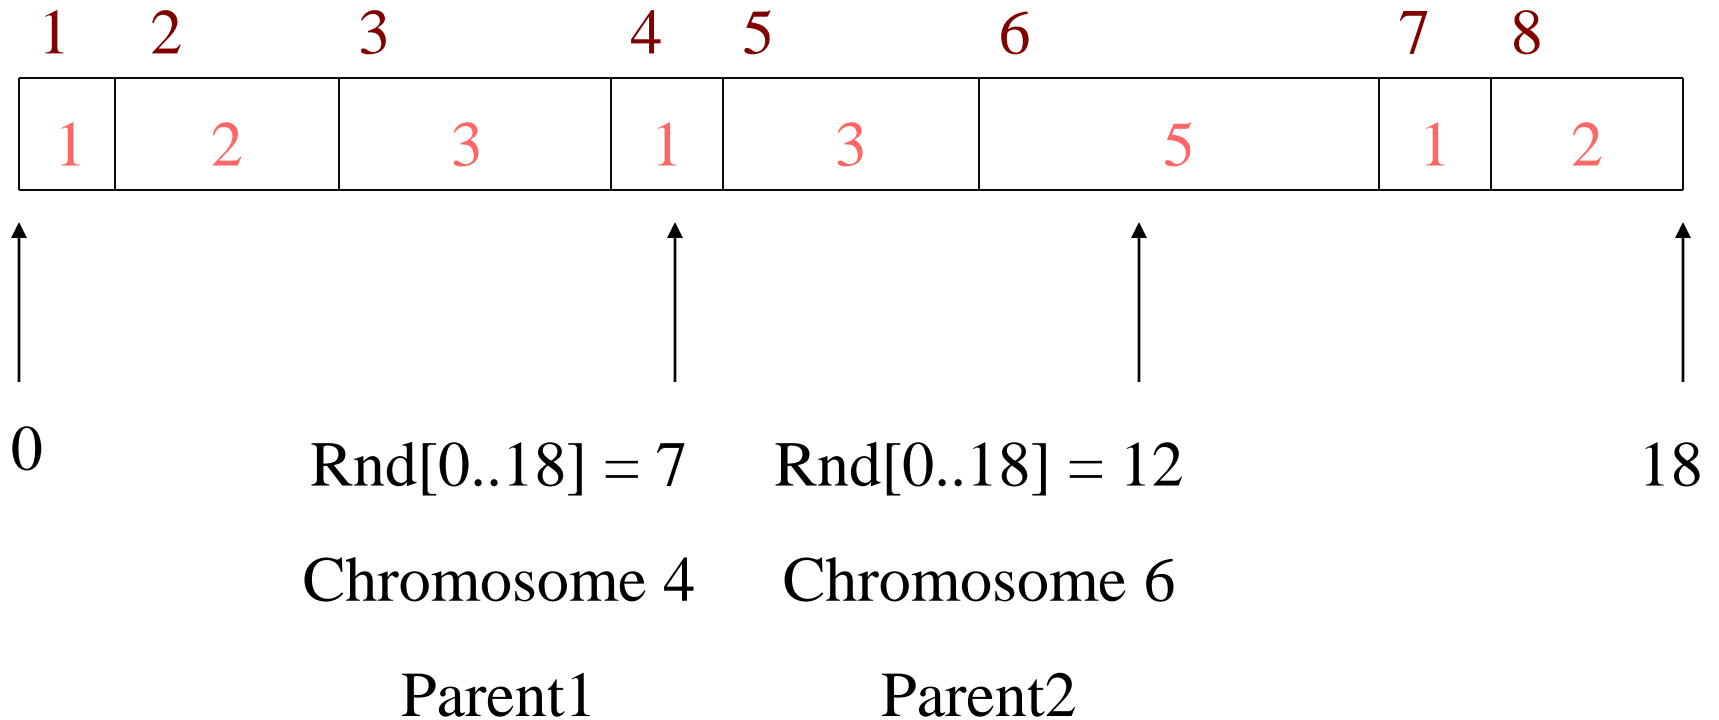 1 2 3 4 5 6 7 8
1 2 3 1 3 5 1 2
0 Rnd[0..18] = 7 Rnd[0..18] = 12 18
Chromosome 4 Chromosome 6
Parent1 Parent2